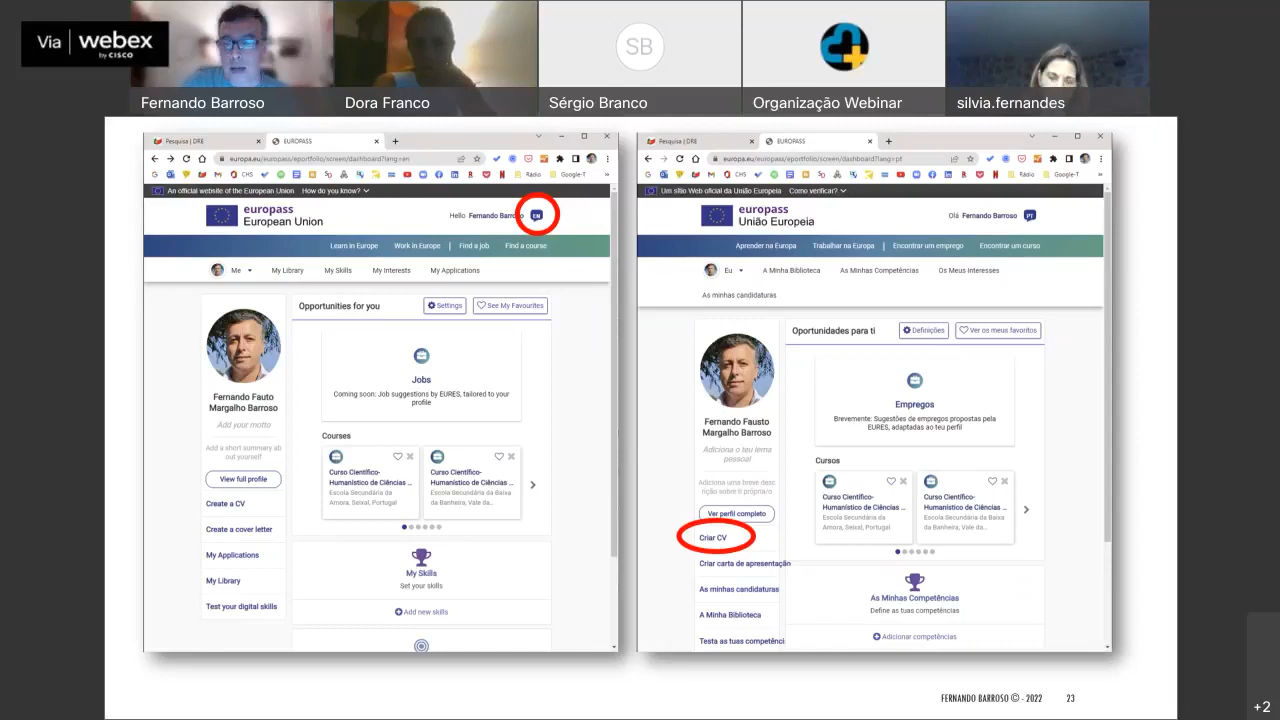 Via | webex
by CISCO
Fernando Barroso
Dora Franco
SB
Sérgio Branco
Organização Webinar
silvia.fernandes
Pesquisa | DRE
EUROPASS
europa.eu/europass/eportfolio/screen/dashboard?lang=en
CHS
Rádio
Google-T
An official website of the European Union How do you know?
europass
European Union
Hello Fernando Barroso
EN
Learn in Europe Work in Europe | Find a job Find a course
Me My Library My Skills My Interests My Applications
Fernando Fauto
Margalho Barroso
Add your motto
Add a short summary ab
out yourself
View full profile
Create a CV
Create a cover letter
My Applications
My Library
Test your digital skills
Opportunities for you
Settings
See My Favourites
Jobs
Coming soon: Job suggestions by EURES, tailored to your
profile
Courses
Curso Científico-
Humanístico de Ciências ...
Escola Secundária da
Amora, Seixal, Portugal
Curso Científico-
Humanístico de Ciências ...
Escola Secundária da Baixa
da Banheira, Vale da...
My Skills
Set your skills
Add new skills
Pesquisa | DRE
EUROPASS
europa.eu/europass/eportfolio/screen/dashboard?lang=pt
CHS
Rádio
Google-T
Um sítio Web oficial da União Europeia Como verificar?
europass
União Europeia
Olá Fernando Barroso
PT
Aprender na Europa Trabalhar na Europa | Encontrar um emprego Encontrar um curso
Eu A Minha Biblioteca As Minhas Competências Os Meus Interesses
As minhas candidaturas
Fernando Fausto
Margalho Barroso
Adiciona o teu lema
pessoal
Adiciona uma breve desc
rição sobre ti própria/o
Ver perfil completo
Criar CV
Criar carta de apresentação
As minhas candidaturas
A Minha Biblioteca
Testa as tuas competênci
Oportunidades para ti
Definições
Ver os meus favoritos
Empregos
Brevemente: Sugestões de empregos propostas pela
EURES, adaptadas ao teu perfil
Cursos
Curso Científico-
Humanístico de Ciências ...
Escola Secundária da
Amora, Seixal, Portugal
Curso Científico-
Humanístico de Ciências ...
Escola Secundária da Baixa
da Banheira, Vale da...
As Minhas Competências
Define as tuas competências
Adicionar competências
FERNANDO BARROSO © - 2022 23
+2